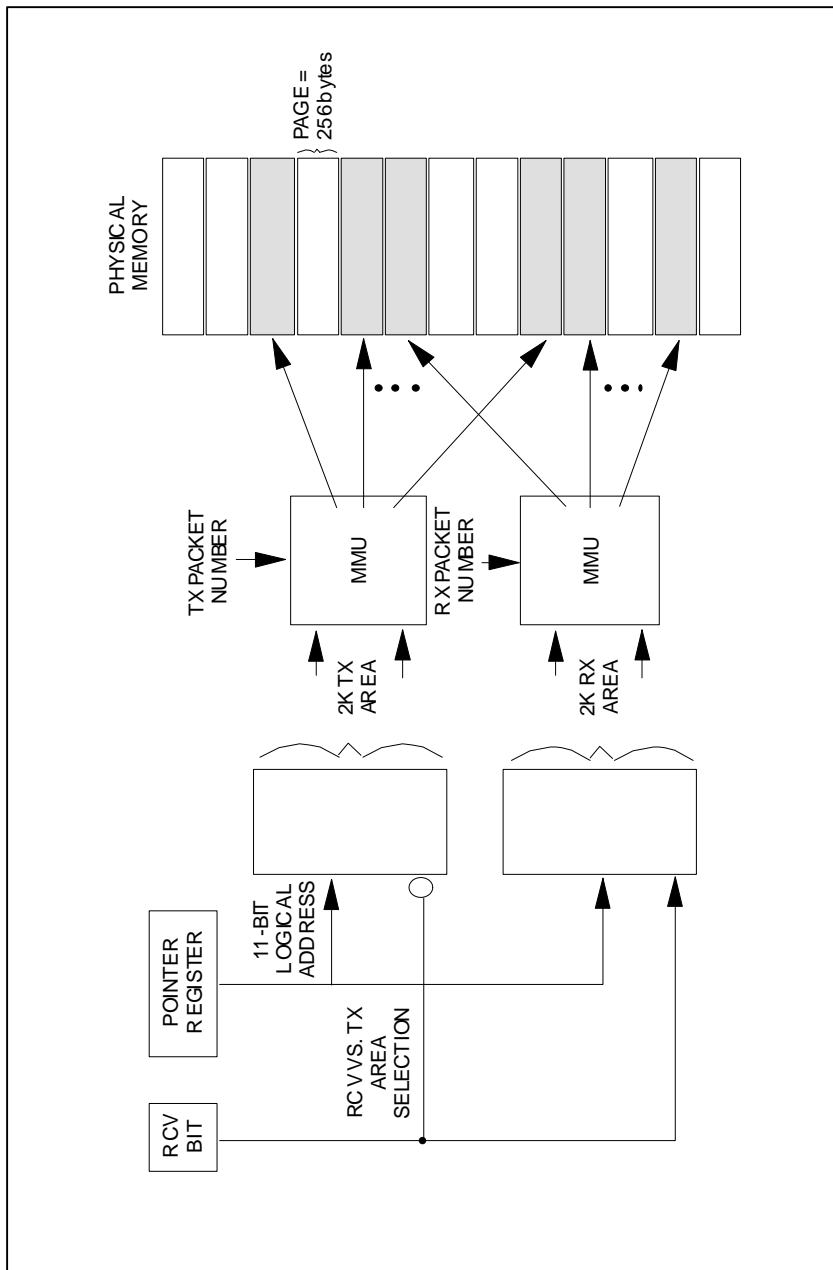 RCV
BIT
POINTER
REGISTER
11-BIT
LOGICAL
ADDRESS
RCV VS. TX
AREA
SELECTION
2K TX
AREA
2K RX
AREA
TX PACKET
NUMBER
MMU
RX PACKET
NUMBER
MMU
PHYSICAL
MEMORY
PAGE =
256bytes